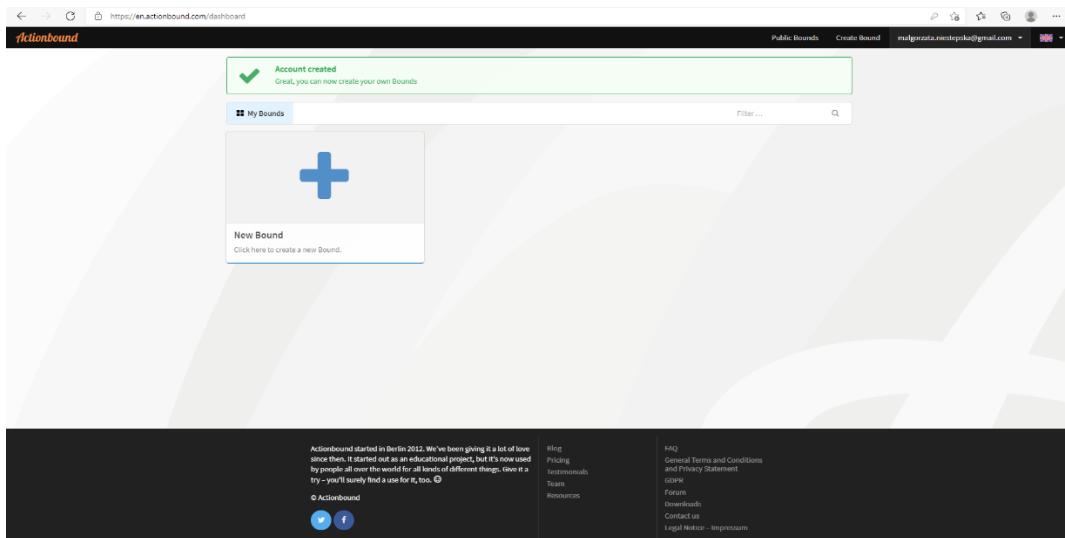 https://en.actionbound.com/dashboard
Actionbound
Public Bounds
Create Bound
malgorzata.niestepska@gmail.com
Account created
Great, you can now create your own Bounds
My Bounds
Filter ...
New Bound
Click here to create a new Bound.
Actionbound started in Berlin 2012. We've been giving it a lot of love
since then. It started out as an educational project, but it's now used
by people all over the world for all kinds of different things. Give it a
try – you'll surely find a use for it, too.
© Actionbound
Blog
Pricing
Testimonials
Team
Resources
FAQ
General Terms and Conditions
and Privacy Statement
GDPR
Forum
Downloads
Contact us
Legal Notice – Impressum